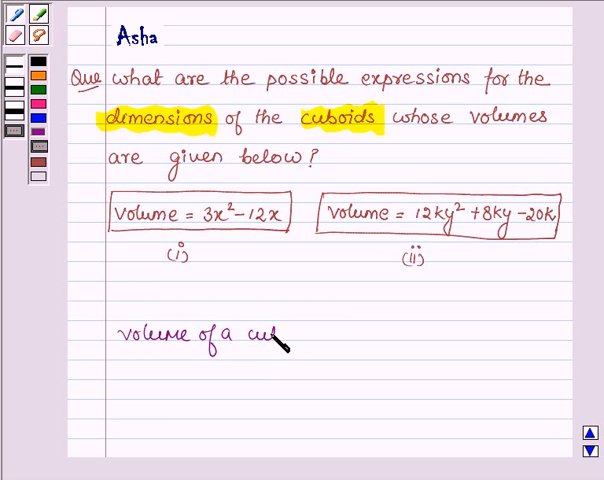 Asha
Que what are the possible expressions for the
dimensions of the cuboids whose volumes
are given below?
Volume = 3x² - 12x
Volume = 12ky² + 8ky - 20k
(i)
(ii)
volume of a cub